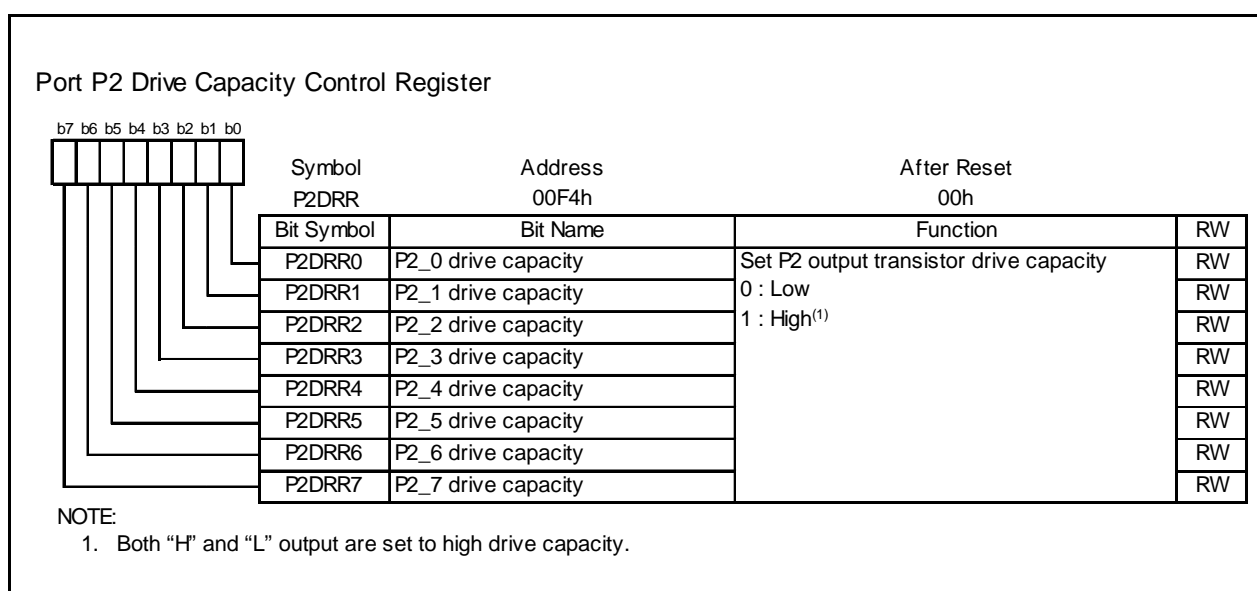 Port P2 Drive Capacity Control Register
b7 b6 b5 b4 b3 b2 b1 b0
Symbol Address After Reset
P2DRR 00F4h 00h
Bit Symbol Bit Name Function RW
P2DRR0 P2_0 drive capacity Set P2 output transistor drive capacity RW
P2DRR1 P2_1 drive capacity 0 : Low RW
P2DRR2 P2_2 drive capacity 1 : High(1) RW
P2DRR3 P2_3 drive capacity RW
P2DRR4 P2_4 drive capacity RW
P2DRR5 P2_5 drive capacity RW
P2DRR6 P2_6 drive capacity RW
P2DRR7 P2_7 drive capacity RW
NOTE:
1. Both “H” and “L” output are set to high drive capacity.